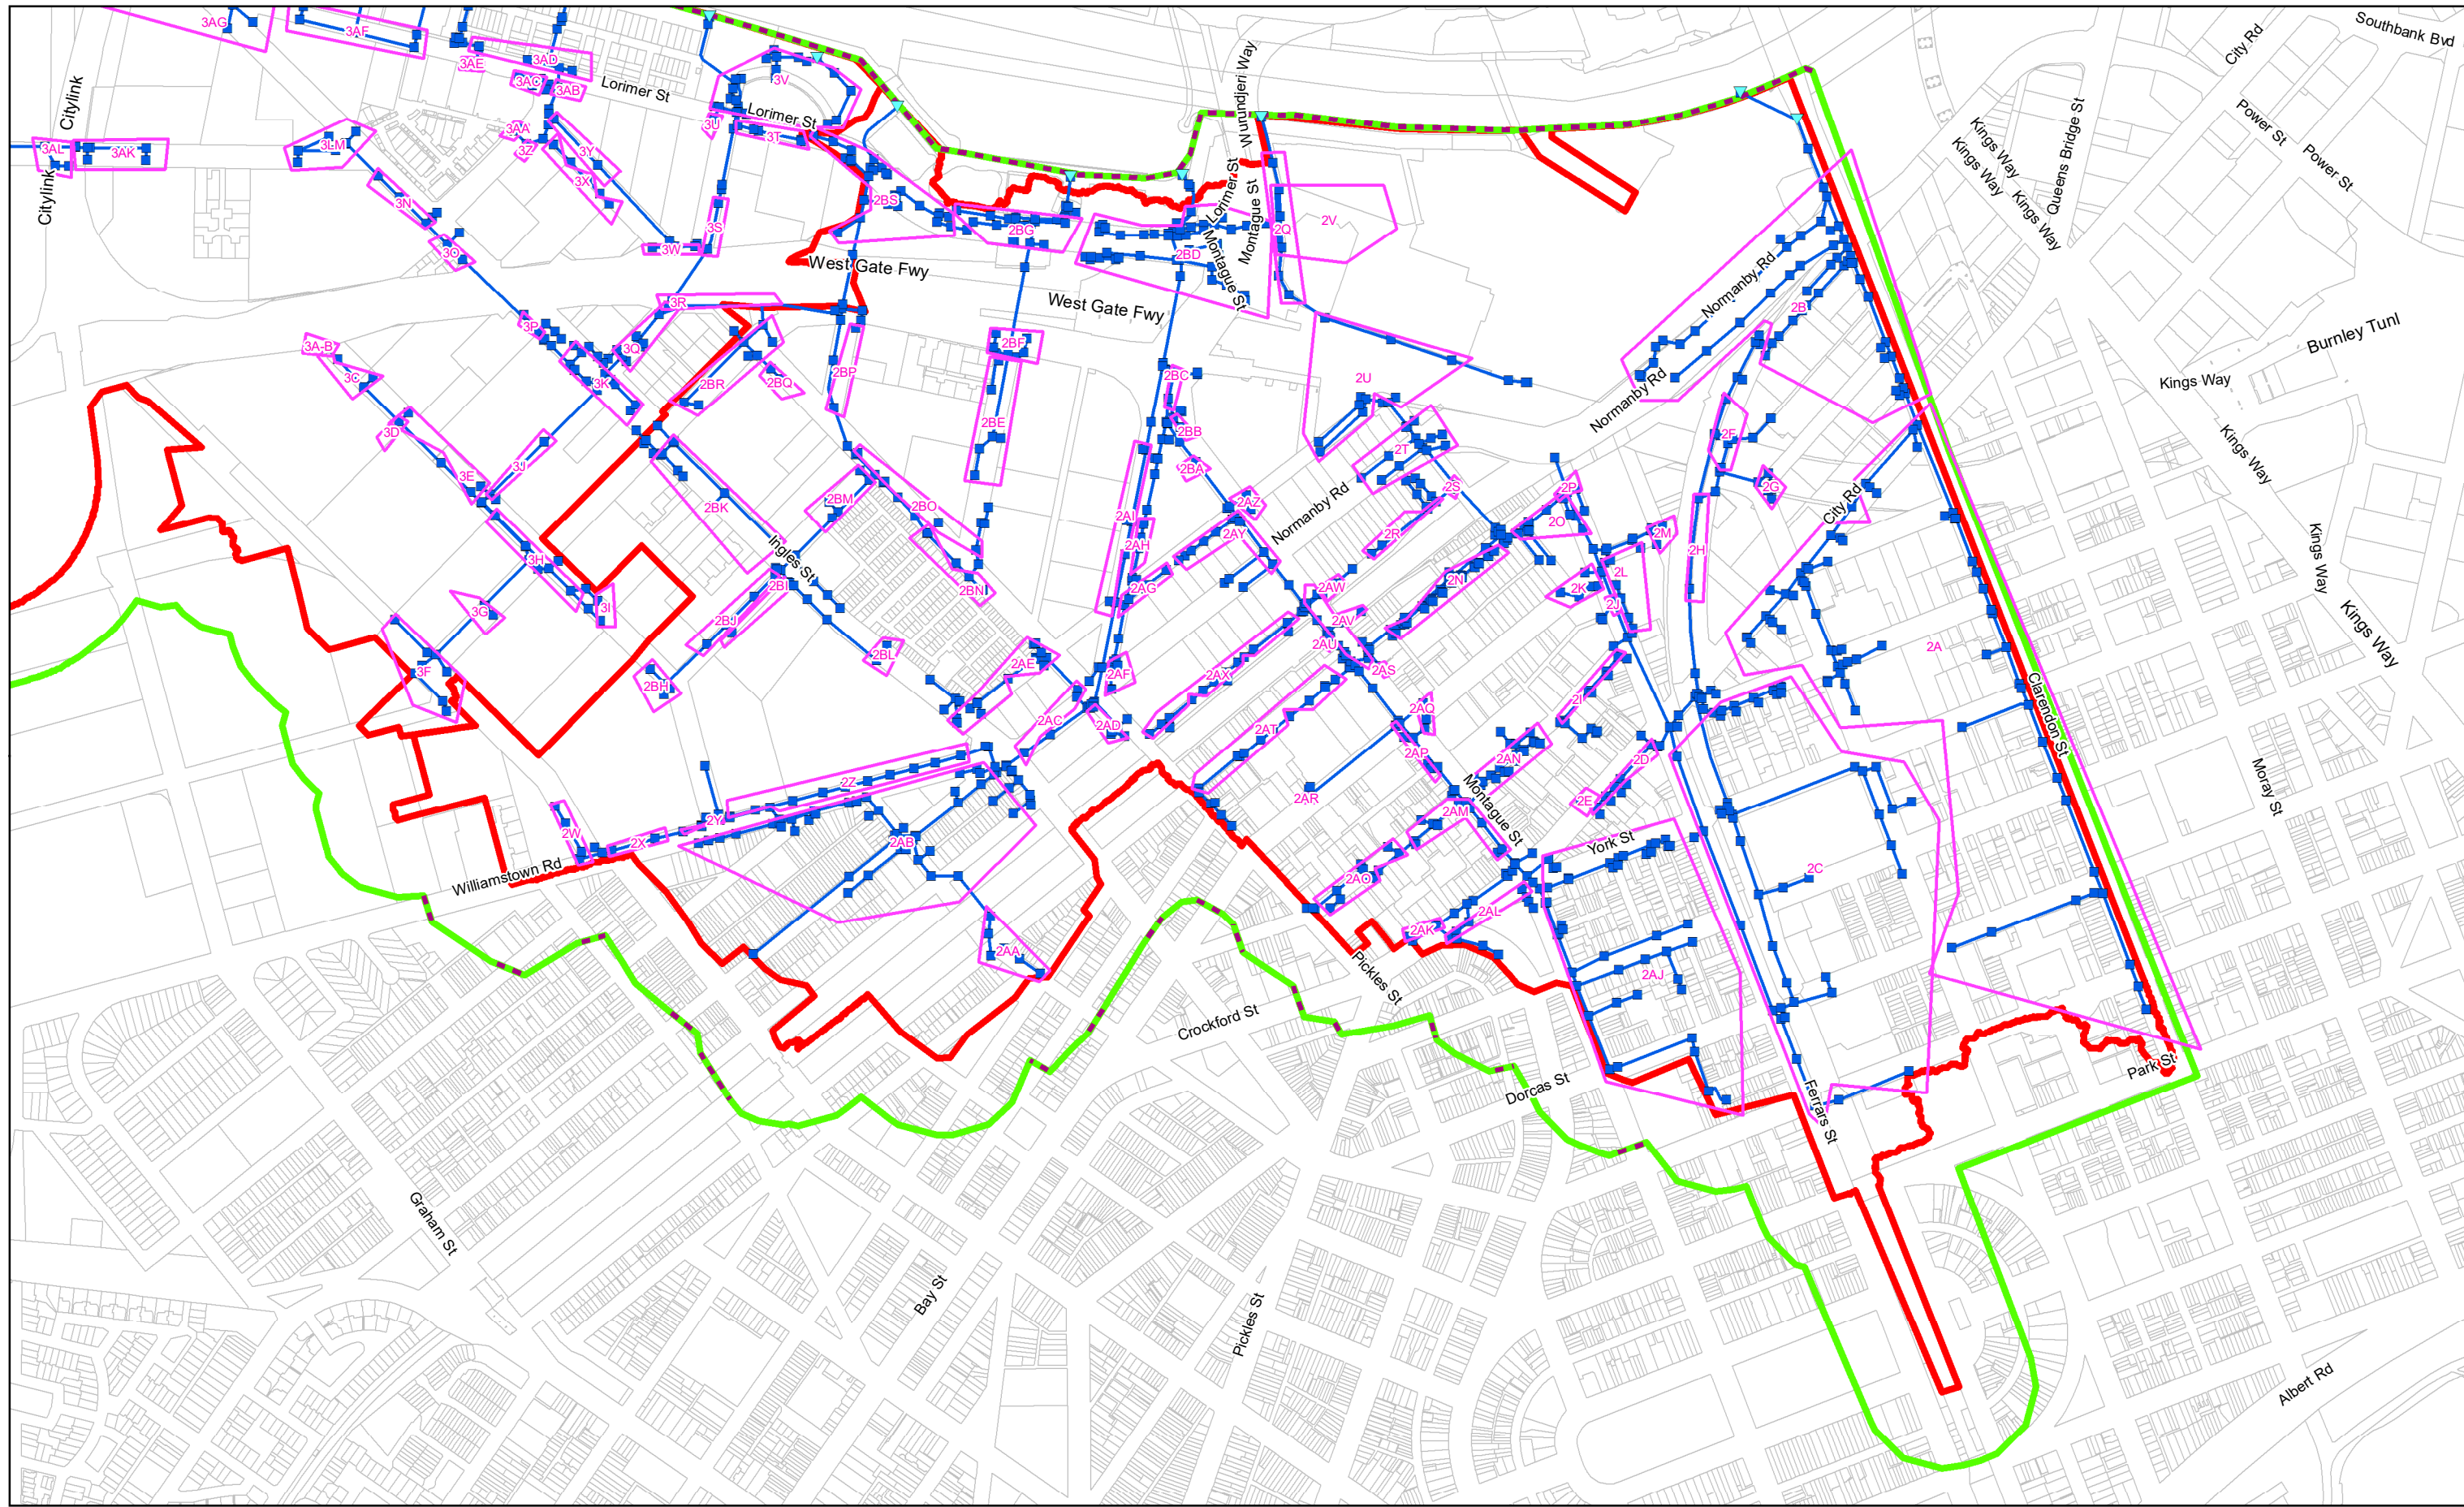 3AG
3AF
Southbank Bvd
City Rd
3AE
3AD
Wurundjeri Way
3AC
3AB
Lorimer St
3V
Citylink
Kings Way
Queens Bridge St
Power St
Lorimer St
3U
3T
3AA
3Z
3Y
3LM
3AL
3AK
Kings Way
Kings Way
Power St
3X
3N
Citylink
2BS
Lorimer St
Montague St
Kings Way
3S
2BG
2Q
2V
3O
3W
2BD
Montague St
West Gate Fwy
West Gate Fwy
Normanby Rd
3R
2B
3P
Burnley Tunl
3A-B
3Q
2BF
3C
3K
2BR
2BQ
2BP
2BC
2U
Normanby Rd
Kings Way
3D
2BE
2BB
2F
2T
Kings Way
3E
3J
2BA
2S
2P
2G
2BK
2BM
2BO
2AZ
Normanby Rd
City Rd
2AI
2O
2AY
2R
2M
3H
Ingles St
2AH
2H
Kings Way
2L
2N
2BI
2BN
2AG
2AW
2K
3I
3G
2BJ
2AV
2J
Kings Way
2AU
2A
2BL
2AE
2AF
2AX
2AS
3F
2BH
2I
2AC
2AD
2AQ
Clarendon St
2AT
2AP
2AN
2D
2Z
Moray St
2AR
2E
2W
2Y
2AM
Montague St
2X
2AB
York St
2C
Williamstown Rd
2AO
2AL
2AK
2AA
Pickles St
2AJ
Crockford St
Park St
Dorcas St
Ferrars St
Graham St
Bay St
Pickles St
Albert Rd